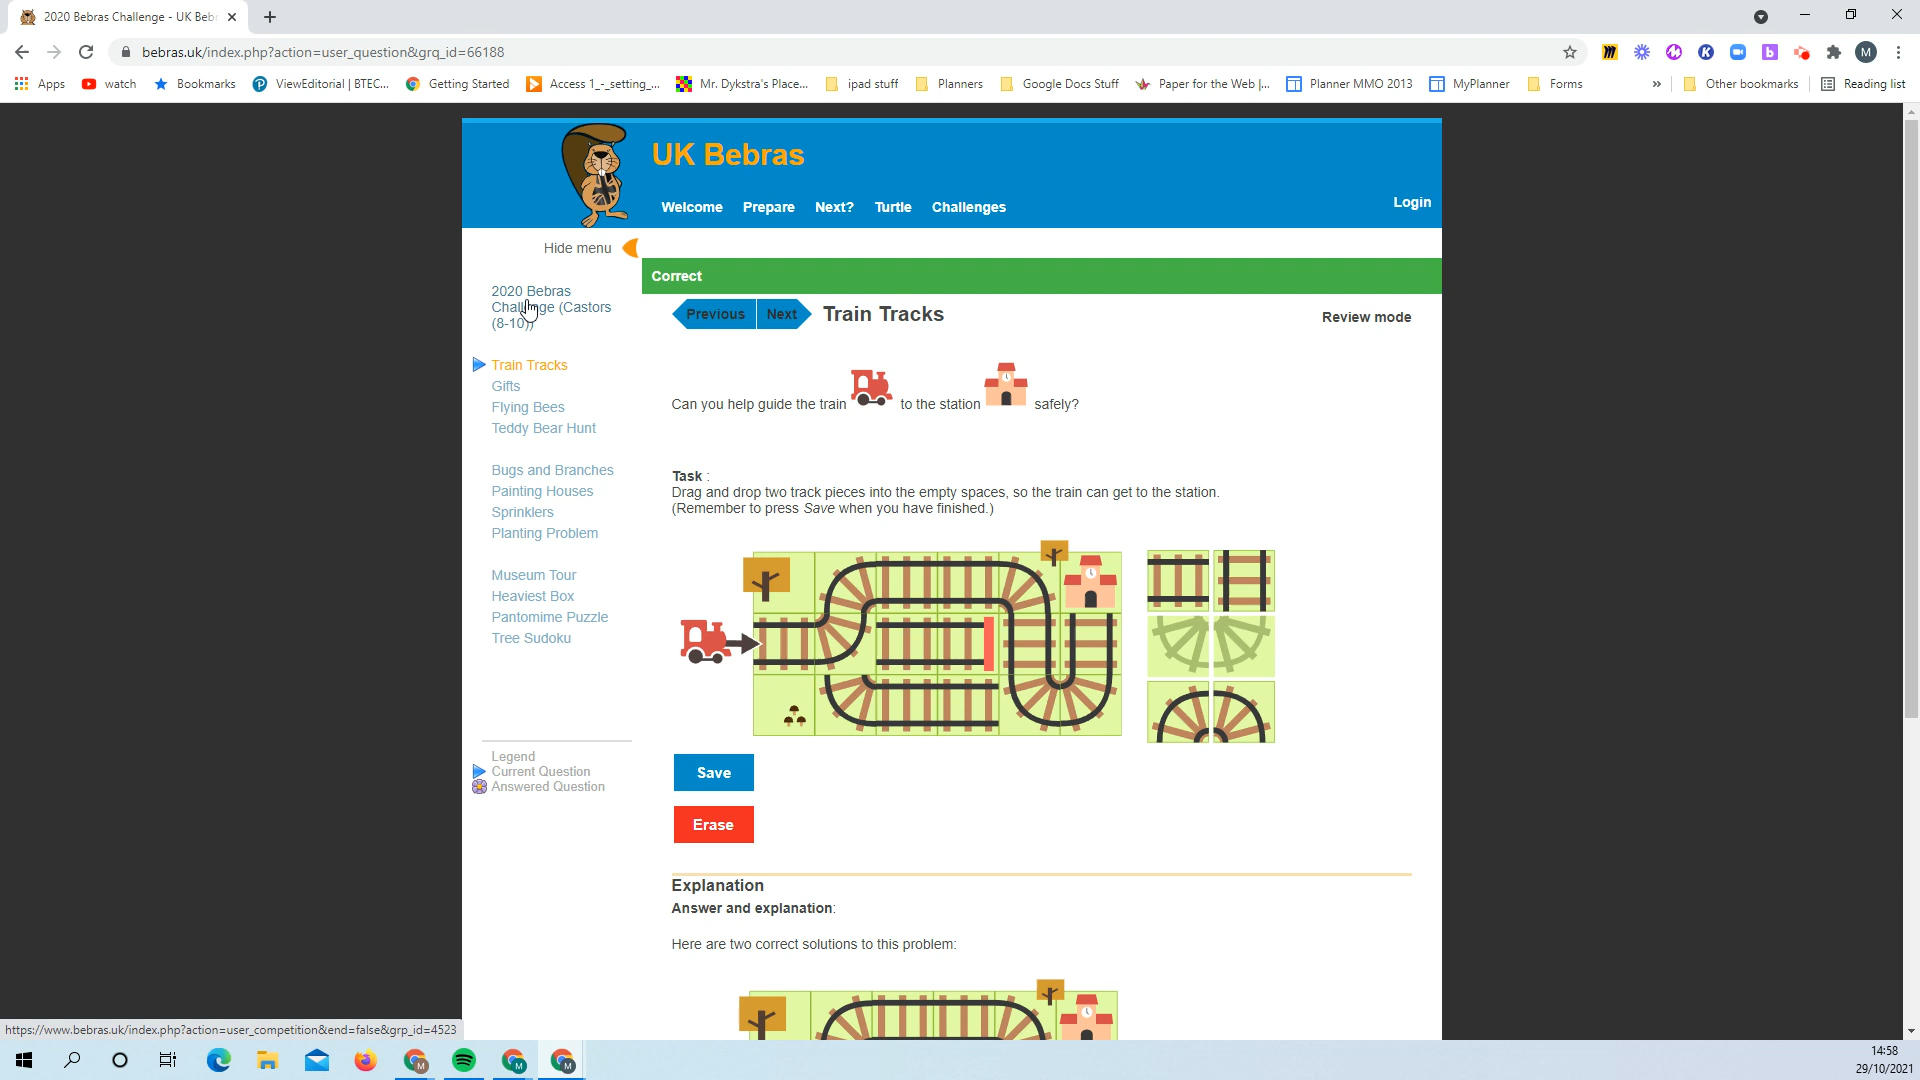 2020 Bebras Challenge - UK Beb
bebras.uk/index.php?action=user_question&grq_id=66188
M
Apps
watch
Bookmarks
ViewEditorial | BTEC...
Getting Started
Access 1_-_setting_...
Mr. Dykstra's Place...
ipad stuff
Planners
Google Docs Stuff
Paper for the Web |...
Planner MMO 2013
MyPlanner
Forms
»
Other bookmarks
Reading list
UK Bebras
Welcome Prepare Next? Turtle Challenges
Login
Hide menu
Correct
2020 Bebras
Challenge (Castors
(8-10))
Previous Next Train Tracks
Review mode
Train Tracks
Gifts
Flying Bees
Teddy Bear Hunt
Bugs and Branches
Painting Houses
Sprinklers
Planting Problem
Museum Tour
Heaviest Box
Pantomime Puzzle
Tree Sudoku
Legend
Current Question
Answered Question
Can you help guide the train to the station safely?
Task :
Drag and drop two track pieces into the empty spaces, so the train can get to the station.
(Remember to press Save when you have finished.)
Save
Erase
Explanation
Answer and explanation:
Here are two correct solutions to this problem:
https://www.bebras.uk/index.php?action=user_competition&end=false&grp_id=4523
14:58
29/10/2021